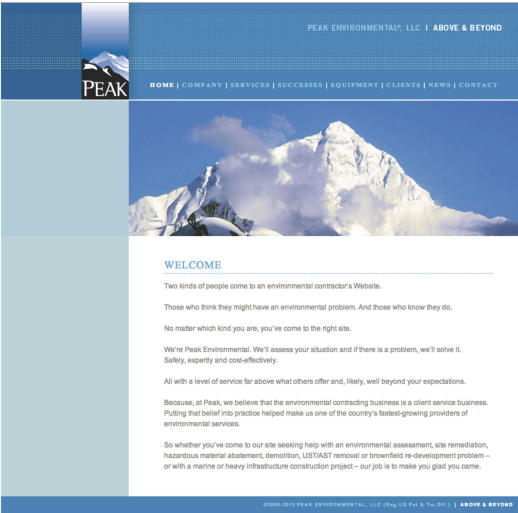 PEAK ENVIRONMENTAL®, LLC | ABOVE & BEYOND
PEAK
HOME | COMPANY | SERVICES | SUCCESSES | EQUIPMENT | CLIENTS | NEWS | CONTACT
WELCOME
Two kinds of people come to an environmental contractor's Website.
Those who think they might have an environmental problem. And those who know they do.
No matter which kind you are, you've come to the right site.
We're Peak Environmental. We'll assess your situation and if there is a problem, we'll solve it.
Safely, expertly and cost-effectively.
All with a level of service far above what others offer and, likely, well beyond your expectations.
Because, at Peak, we believe that the environmental contracting business is a client service business.
Putting that belief into practice helped make us one of the country's fastest-growing providers of
environmental services.
So whether you've come to our site seeking help with an environmental assessment, site remediation,
hazardous material abatement, demolition, UST/AST removal or brownfield re-development problem –
or with a marine or heavy infrastructure construction project – our job is to make you glad you came.
PEAK ENVIRONMENTAL, LLC (Reg.US Pat & Tm.Off.) | ABOVE & BEYOND